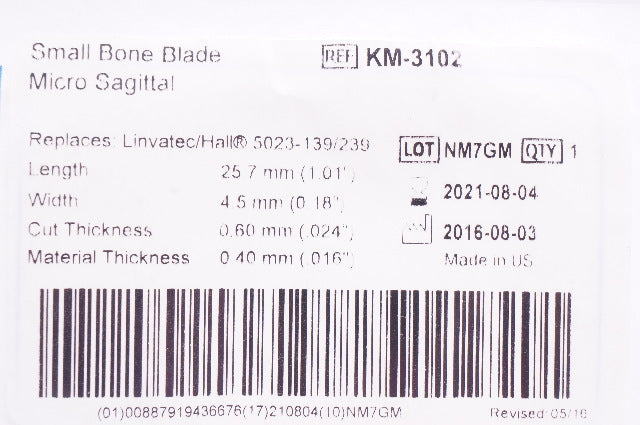 Small Bone Blade
Micro Sagittal
REF KM-3102
Replaces: Linvatec/Hall® 5023-139/239
Length 25.7 mm (1.01")
Width 4.5 mm (0.18")
Cut Thickness 0.60 mm (.024")
Material Thickness 0.40 mm (.016")
LOT NM7GM QTY 1
2021-08-04
2016-08-03
Made in US
(01)00887919436676(17)210804(10)NM7GM
Revised: 05/16